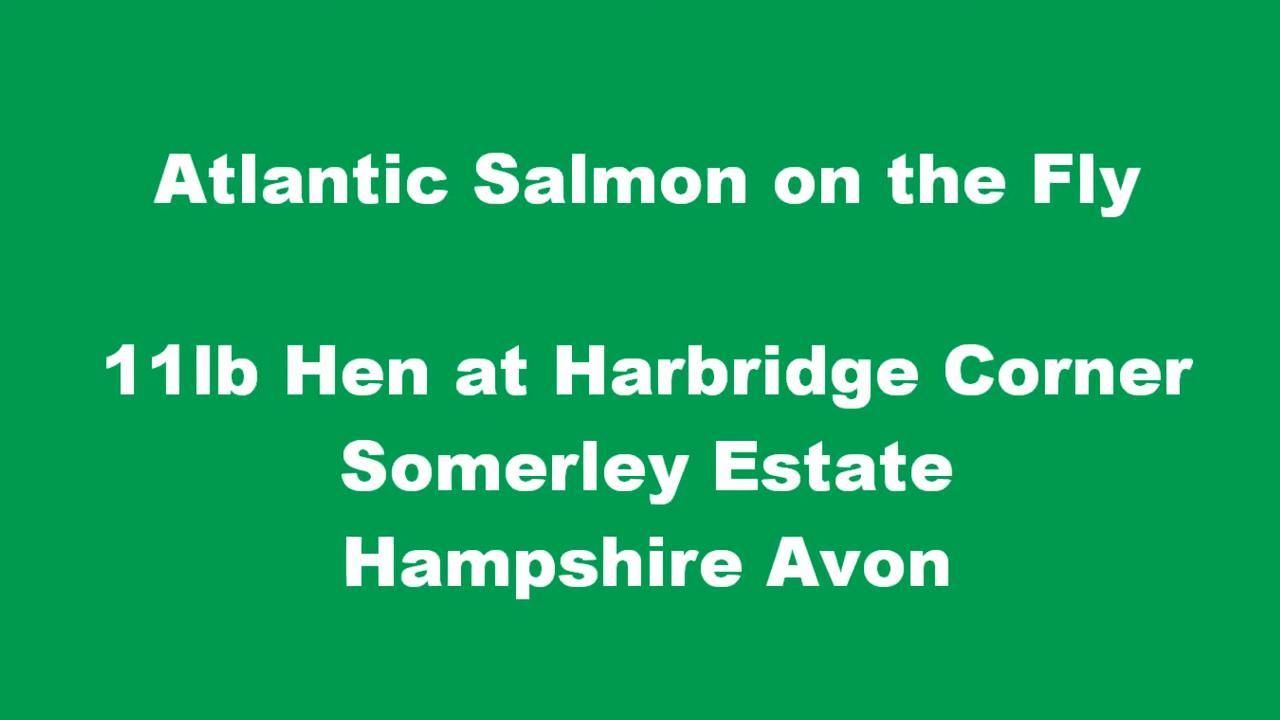 Atlantic Salmon on the Fly
11lb Hen at Harbridge Corner
Somerley Estate
Hampshire Avon